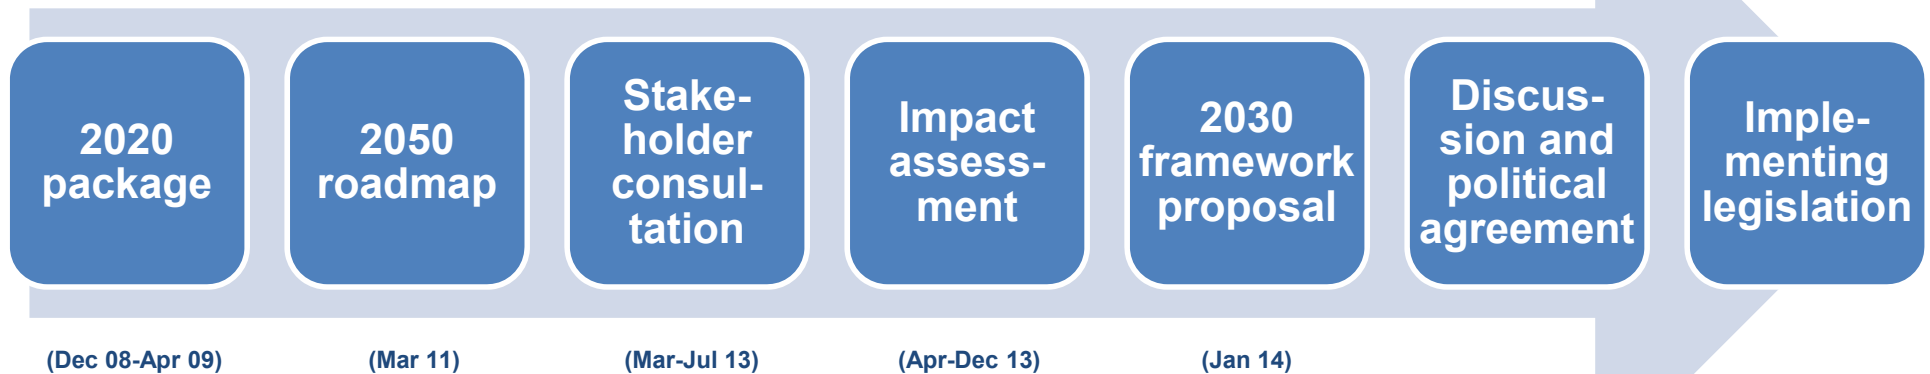 2020
package
2050
roadmap
Stake-
holder
consul-
tation
Impact
assess-
ment
2030
framework
proposal
Discus-
sion and
political
agreement
Imple-
menting
legislation
(Dec 08-Apr 09)
(Mar 11)
(Mar-Jul 13)
(Apr-Dec 13)
(Jan 14)